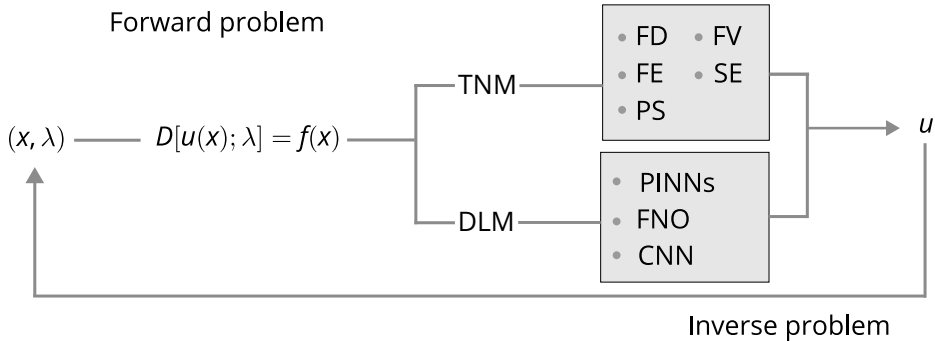 Forward problem
(x, λ)
D[u(x); λ] = f(x)
TNM
• FD • FV
• FE • SE
• PS
DLM
• PINNs
• FNO
• CNN
u
Inverse problem